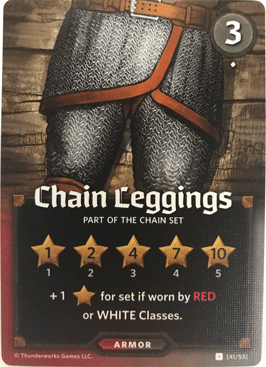 3
Chain Leggings
PART OF THE CHAIN SET
1 2 4 7 10
1 2 3 4 5
+ 1 for set if worn by RED
or WHITE Classes.
ARMOR
© Thunderworks Games LLC. (41/53)